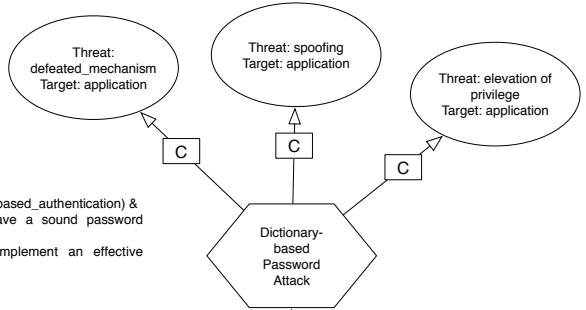 Threat:
defeated_mechanism
Target: application
Threat: spoofing
Target: application
Threat: elevation of
privilege
Target: application
C
C
C
based_authentication) &
ave a sound password
mplement an effective
Dictionary-
based
Password
Attack